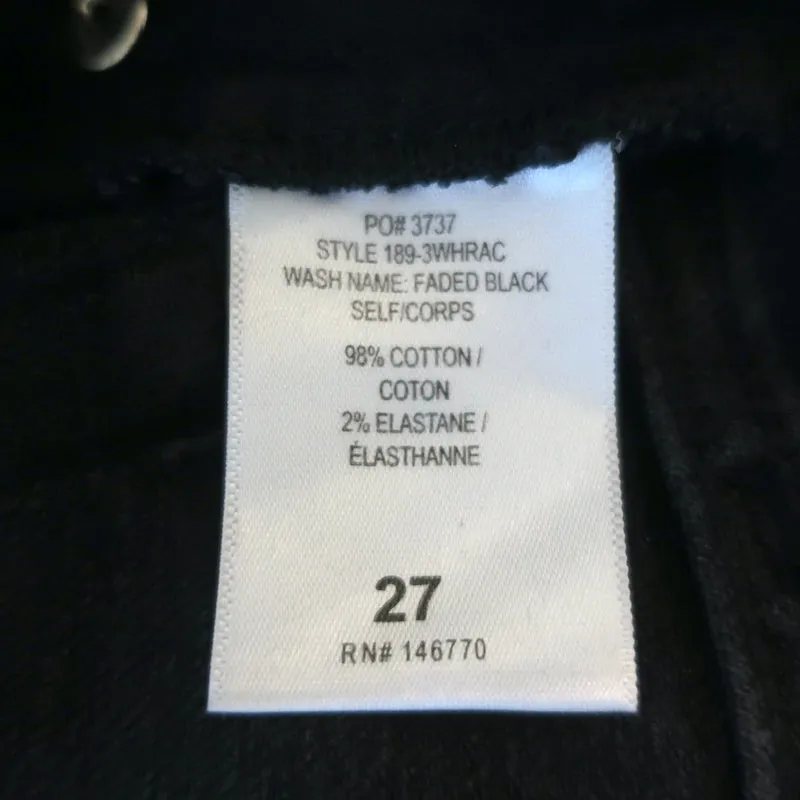 PO# 3737
STYLE 189-3WHRAC
WASH NAME: FADED BLACK
SELF/CORPS
98% COTTON /
COTON
2% ELASTANE /
ÉLASTHANNE
27
RN# 146770